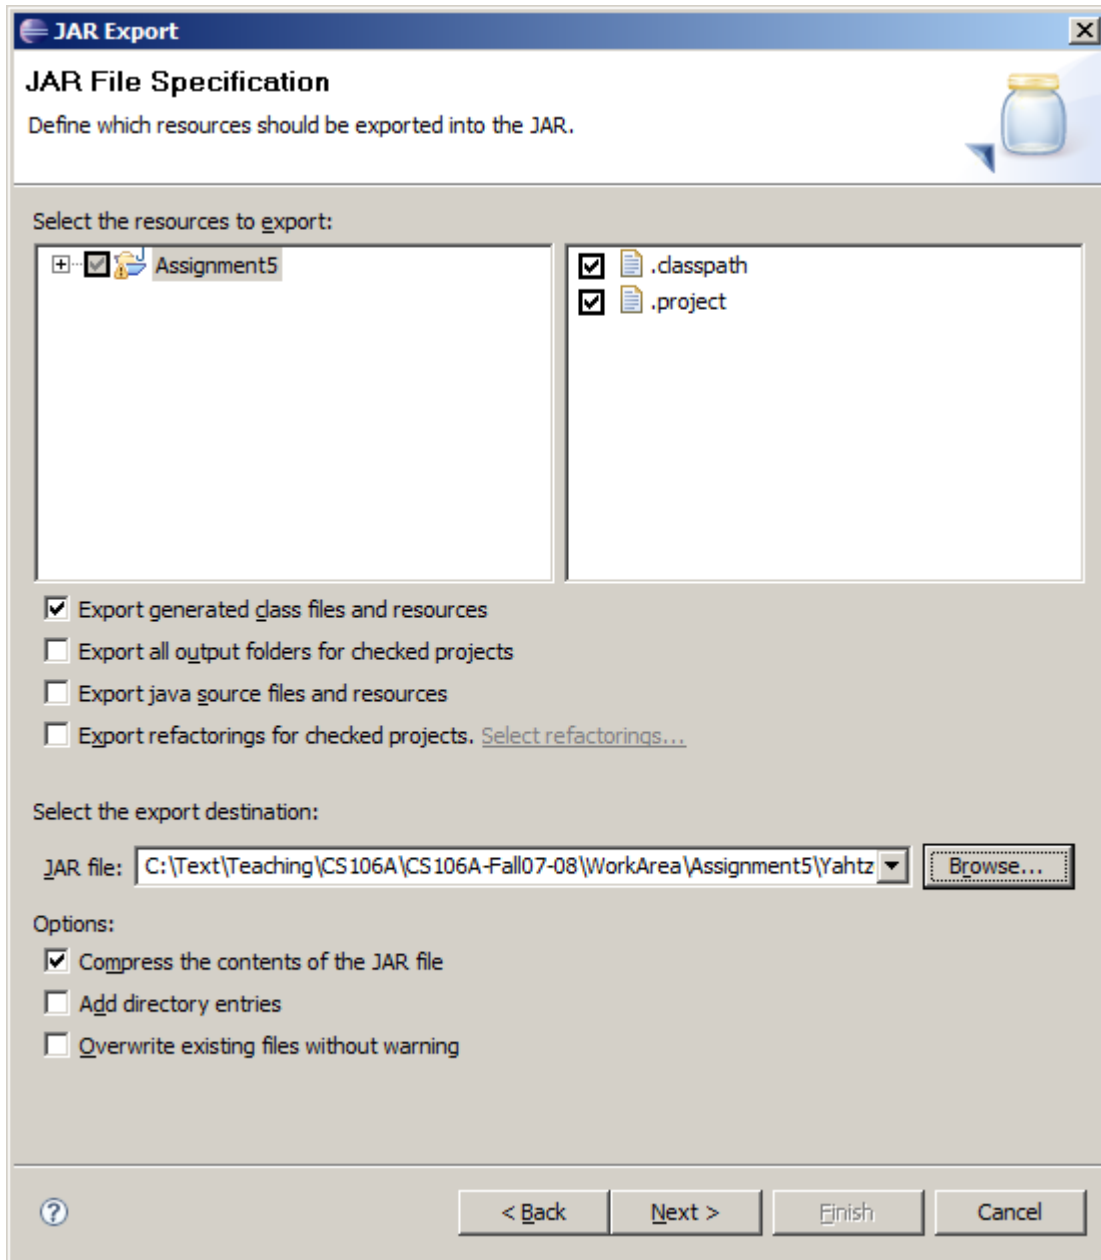 JAR Export
JAR File Specification
Define which resources should be exported into the JAR.
Select the resources to export:
Assignment5
.classpath
.project
Export generated class files and resources
Export all output folders for checked projects
Export java source files and resources
Export refactorings for checked projects. Select refactorings...
Select the export destination:
JAR file: C:\Text\Teaching\CS106A\CS106A-Fall07-08\WorkArea\Assignment5\Yahtz Browse...
Options:
Compress the contents of the JAR file
Add directory entries
Overwrite existing files without warning
? < Back Next > Finish Cancel